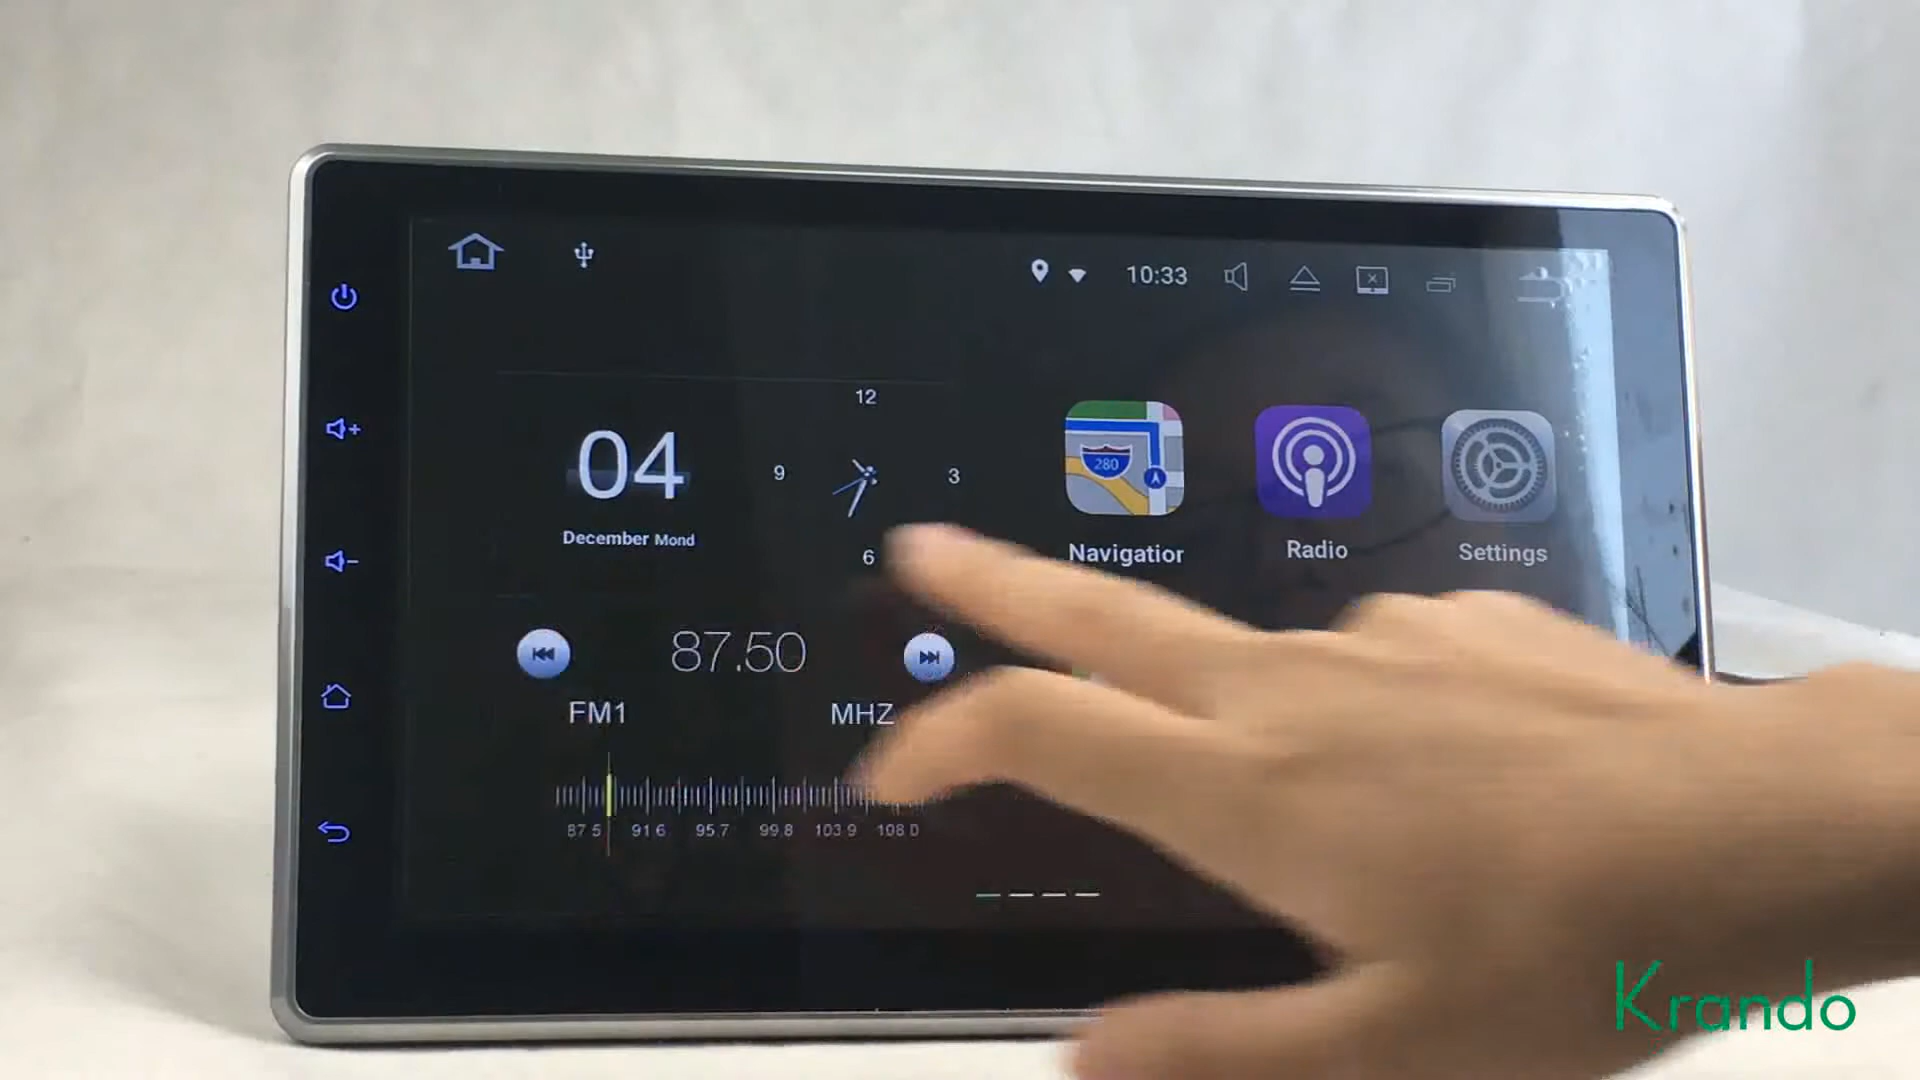 10:33
12
9
3
6
04
December Mond
280
Navigatior
Radio
Settings
87.50
FM1
MHZ
87 5 91 6 95.7 99.8 103 9 108 0
Krando